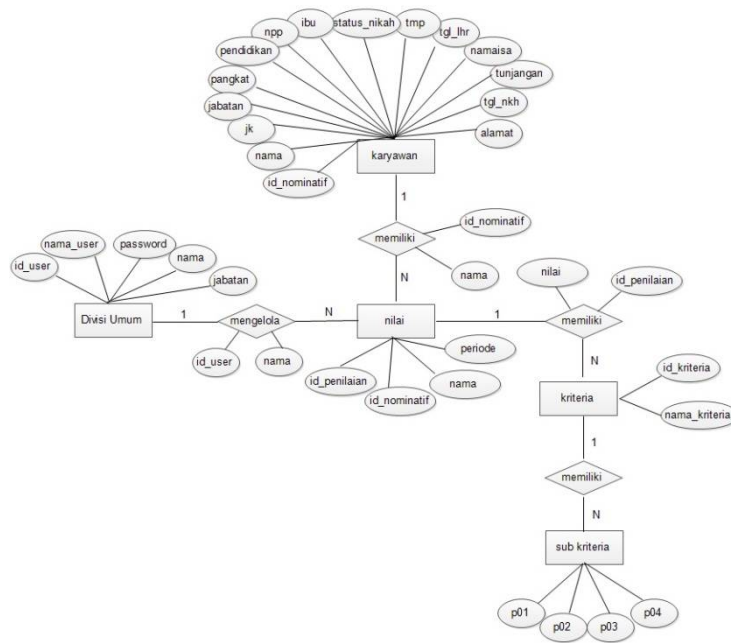 ibu
status_nikah
tmp
npp
tgl_lhr
pendidikan
namaisa
pangkat
tunjangan
jabatan
tgl_nkh
jk
alamat
nama
karyawan
id_nominatif
1
id_nominatif
memiliki
nama
N
nama_user
password
id_user
nama
jabatan
nilai
id_penilaian
Divisi Umum
1
mengelola
N
nilai
1
memiliki
id_user
nama
periode
id_penilaian
nama
id_nominatif
N
id_kriteria
kriteria
nama_kriteria
1
memiliki
N
sub kriteria
p01
p02
p03
p04